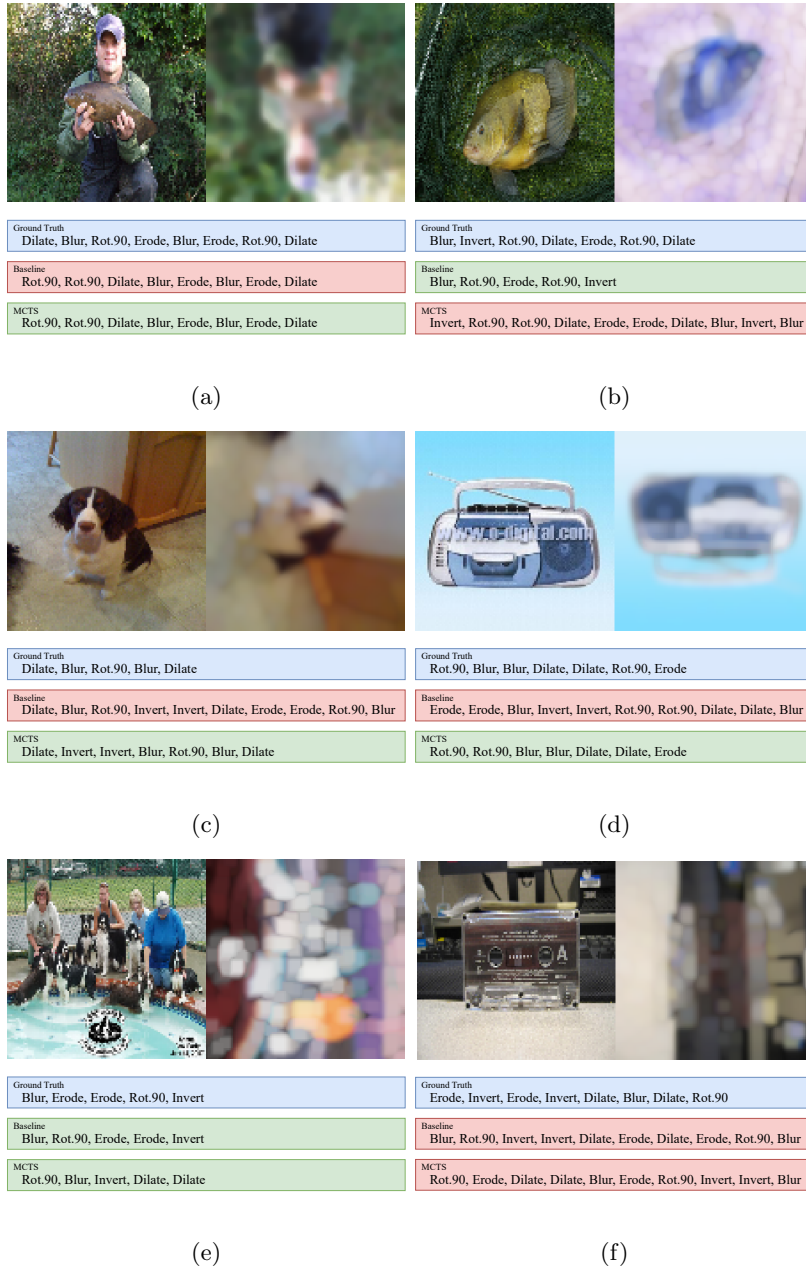 Ground Truth
Dilate, Blur, Rot.90, Erode, Blur, Erode, Rot.90, Dilate
Baseline
Rot.90, Rot.90, Dilate, Blur, Erode, Blur, Erode, Dilate
MCTS
Rot.90, Rot.90, Dilate, Blur, Erode, Blur, Erode, Dilate
(a)
Ground Truth
Blur, Invert, Rot.90, Dilate, Erode, Rot.90, Dilate
Baseline
Blur, Rot.90, Erode, Rot.90, Invert
MCTS
Invert, Rot.90, Rot.90, Dilate, Erode, Erode, Dilate, Blur, Invert, Blur
(b)
Ground Truth
Dilate, Blur, Rot.90, Blur, Dilate
Baseline
Dilate, Blur, Rot.90, Invert, Invert, Dilate, Erode, Erode, Rot.90, Blur
MCTS
Dilate, Invert, Invert, Blur, Rot.90, Blur, Dilate
(c)
www.o-digital.com
Ground Truth
Rot.90, Blur, Blur, Dilate, Dilate, Rot.90, Erode
Baseline
Erode, Erode, Blur, Invert, Invert, Rot.90, Rot.90, Dilate, Dilate, Blur
MCTS
Rot.90, Rot.90, Blur, Blur, Dilate, Dilate, Erode
(d)
Ground Truth
Blur, Erode, Erode, Rot.90, Invert
Baseline
Blur, Rot.90, Erode, Erode, Invert
MCTS
Rot.90, Blur, Invert, Dilate, Dilate
(e)
A
Ground Truth
Erode, Invert, Erode, Invert, Dilate, Blur, Dilate, Rot.90
Baseline
Blur, Rot.90, Invert, Invert, Dilate, Erode, Dilate, Erode, Rot.90, Blur
MCTS
Rot.90, Erode, Dilate, Dilate, Blur, Erode, Rot.90, Invert, Invert, Blur
(f)